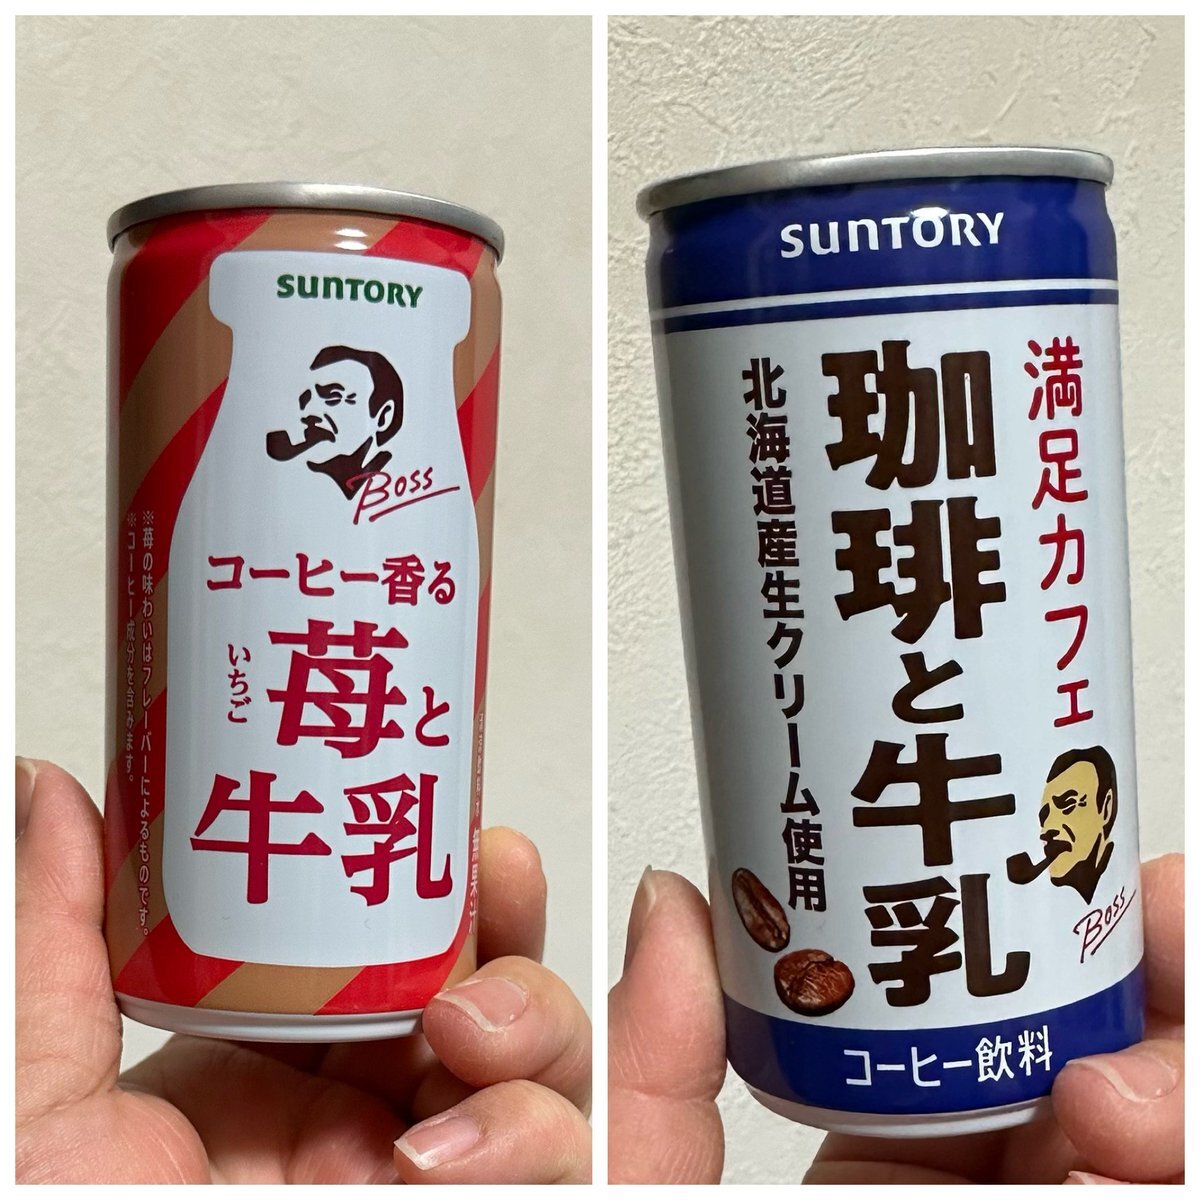 SUNTORY
BOSS
コーヒー香る
いちご
苺と
牛乳
※苺の味わいはフレーバーによるものです。
※コーヒー成分を含みます。
無果汁
SUNTORY
満足カフェ
珈琲と牛乳
北海道産生クリーム使用
BOSS
コーヒー飲料